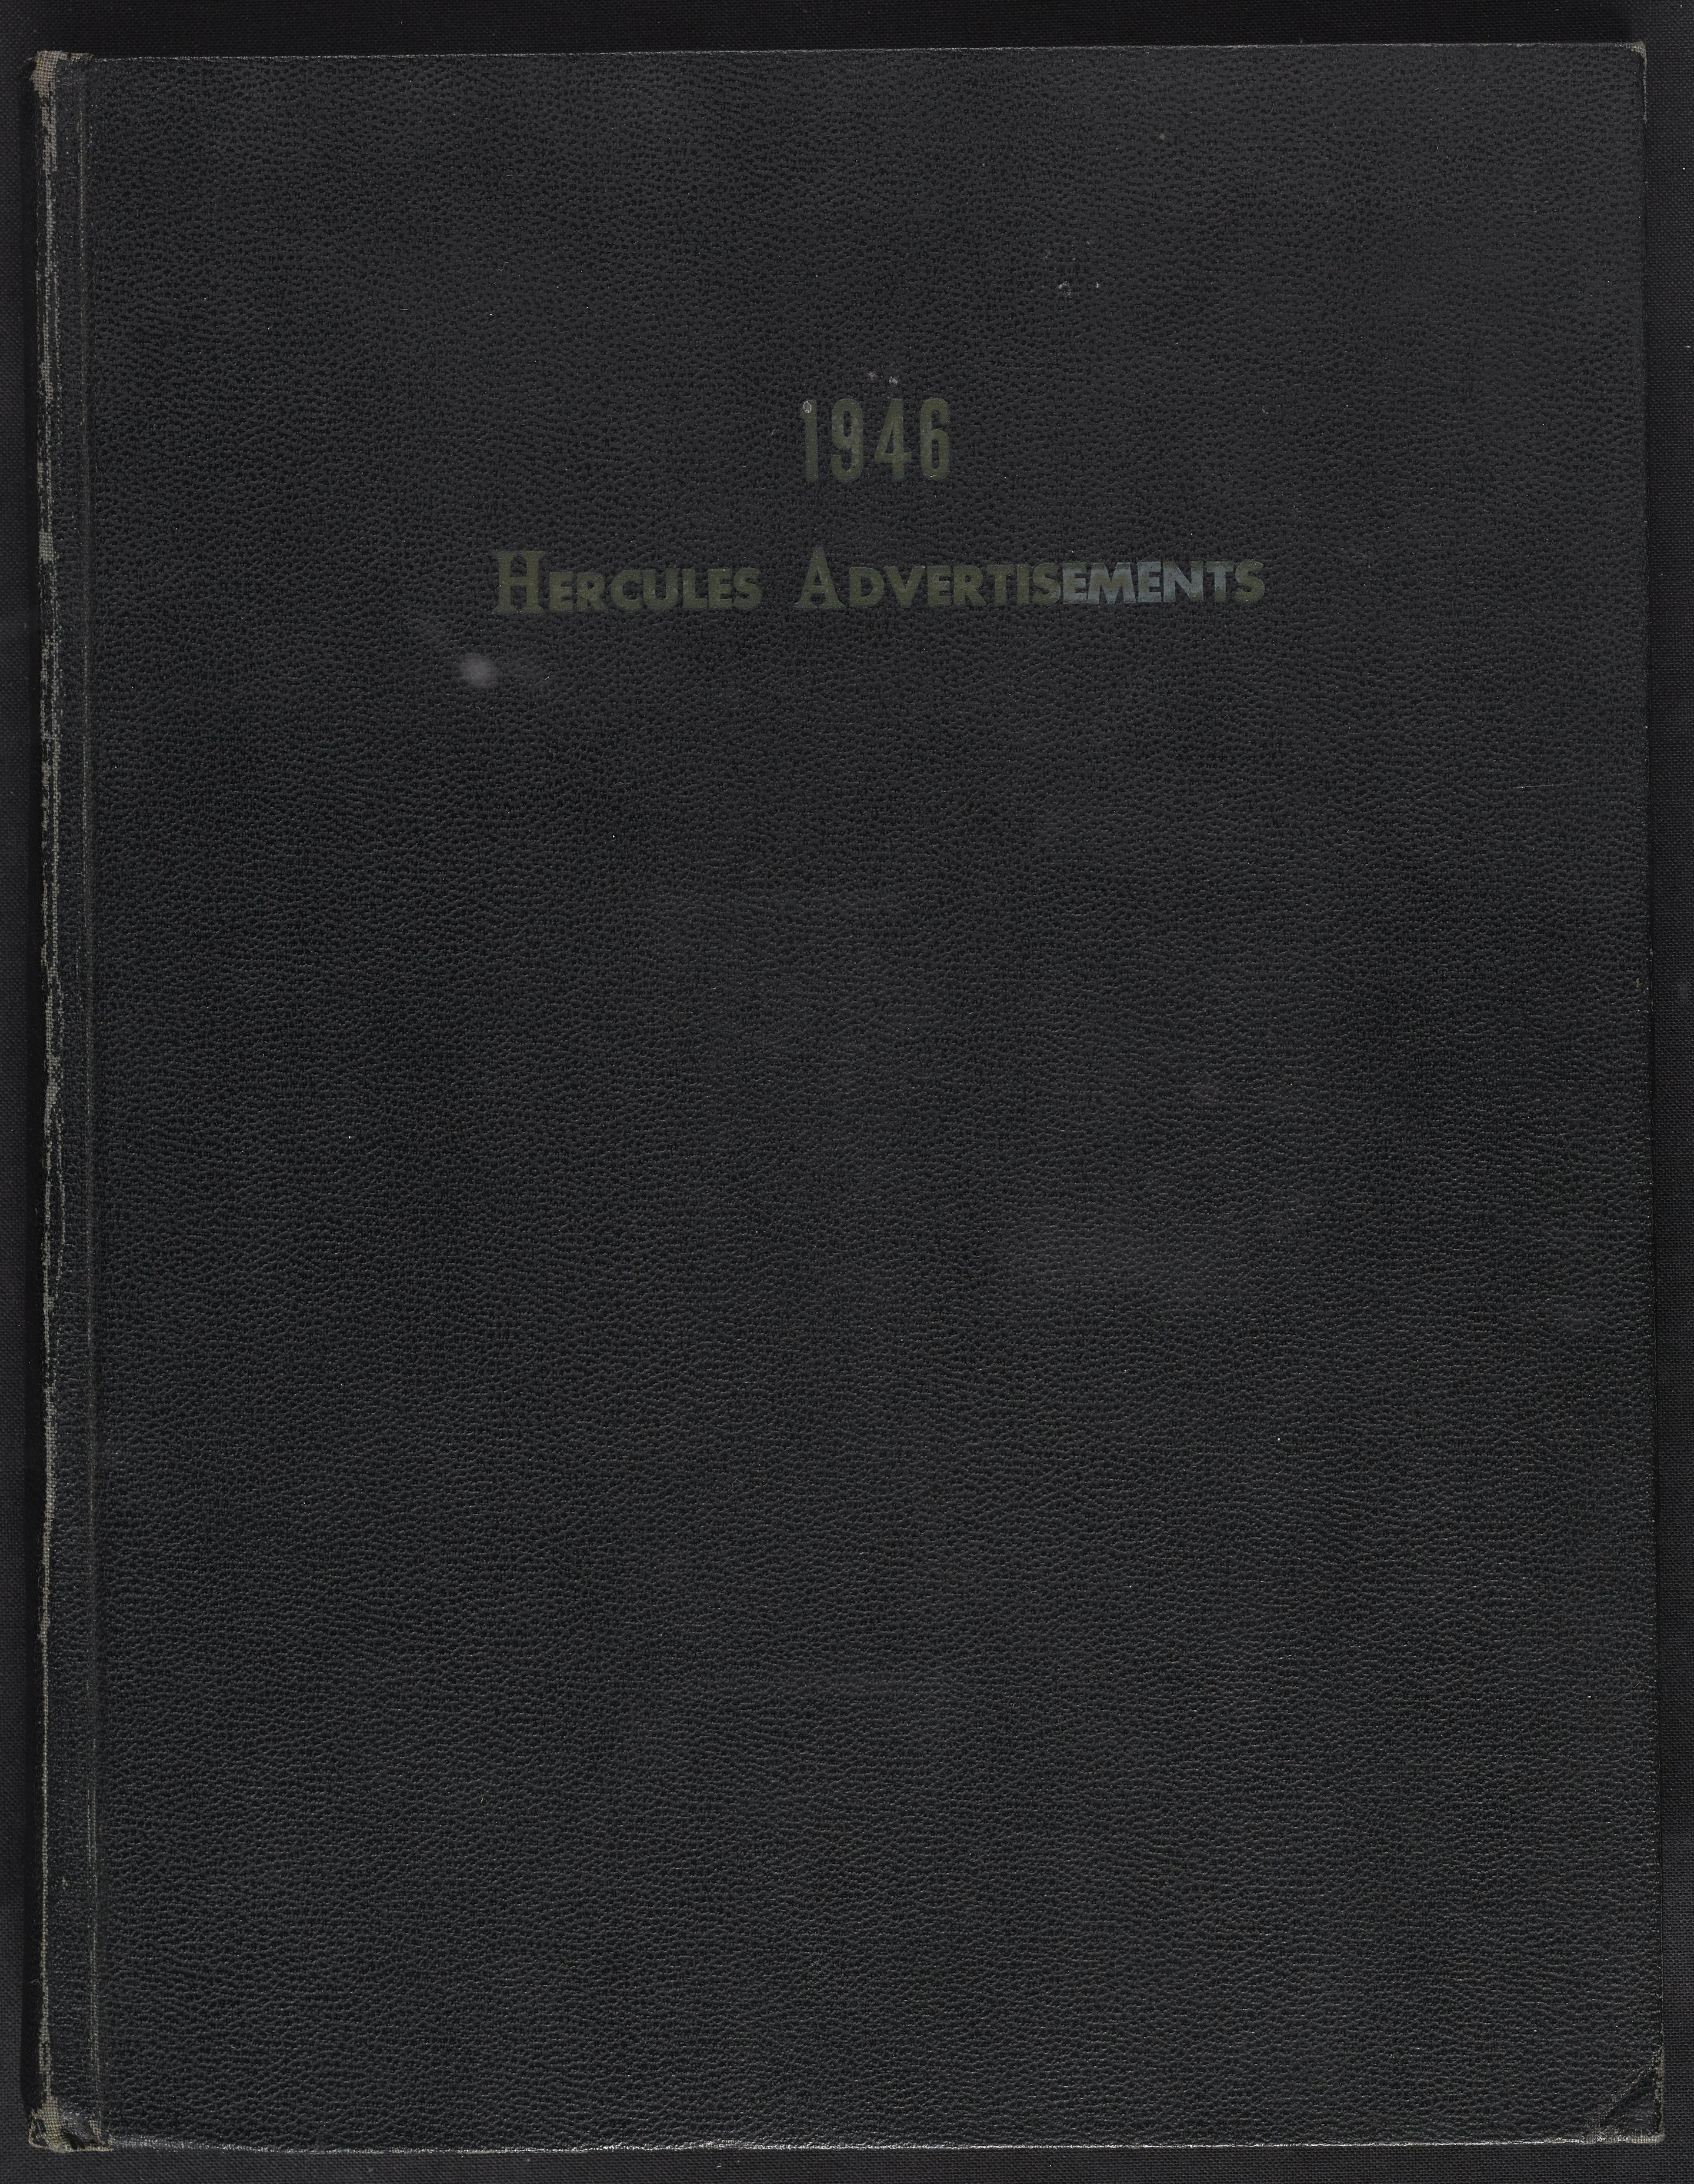 1946
HERCULES ADVERTISEMENTS